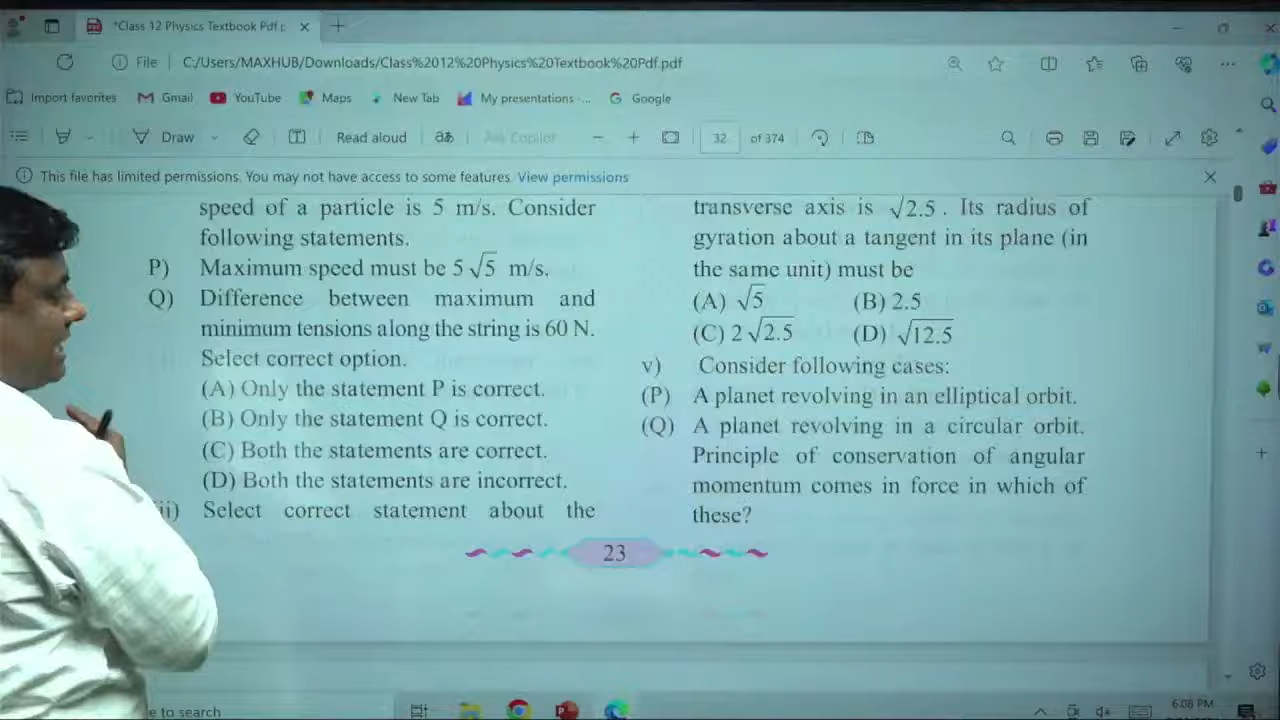 *Class 12 Physics Textbook Pdf.
File | C:/Users/MAXHUB/Downloads/Class%2012%20Physics%20Textbook%20Pdf.pdf
Import favorites Gmail YouTube Maps New Tab My presentations -... Google
Draw Read aloud Ask Copilot 32 of 374
This file has limited permissions. You may not have access to some features. View permissions
speed of a particle is 5 m/s. Consider
following statements.
P) Maximum speed must be 5√5 m/s.
Q) Difference between maximum and
minimum tensions along the string is 60 N.
Select correct option.
(A) Only the statement P is correct.
(B) Only the statement Q is correct.
(C) Both the statements are correct.
(D) Both the statements are incorrect.
ii) Select correct statement about the
transverse axis is √2.5. Its radius of
gyration about a tangent in its plane (in
the same unit) must be
(A) √5 (B) 2.5
(C) 2√2.5 (D) √12.5
v) Consider following cases:
(P) A planet revolving in an elliptical orbit.
(Q) A planet revolving in a circular orbit.
Principle of conservation of angular
momentum comes in force in which of
these?
23
e to search
6:08 PM